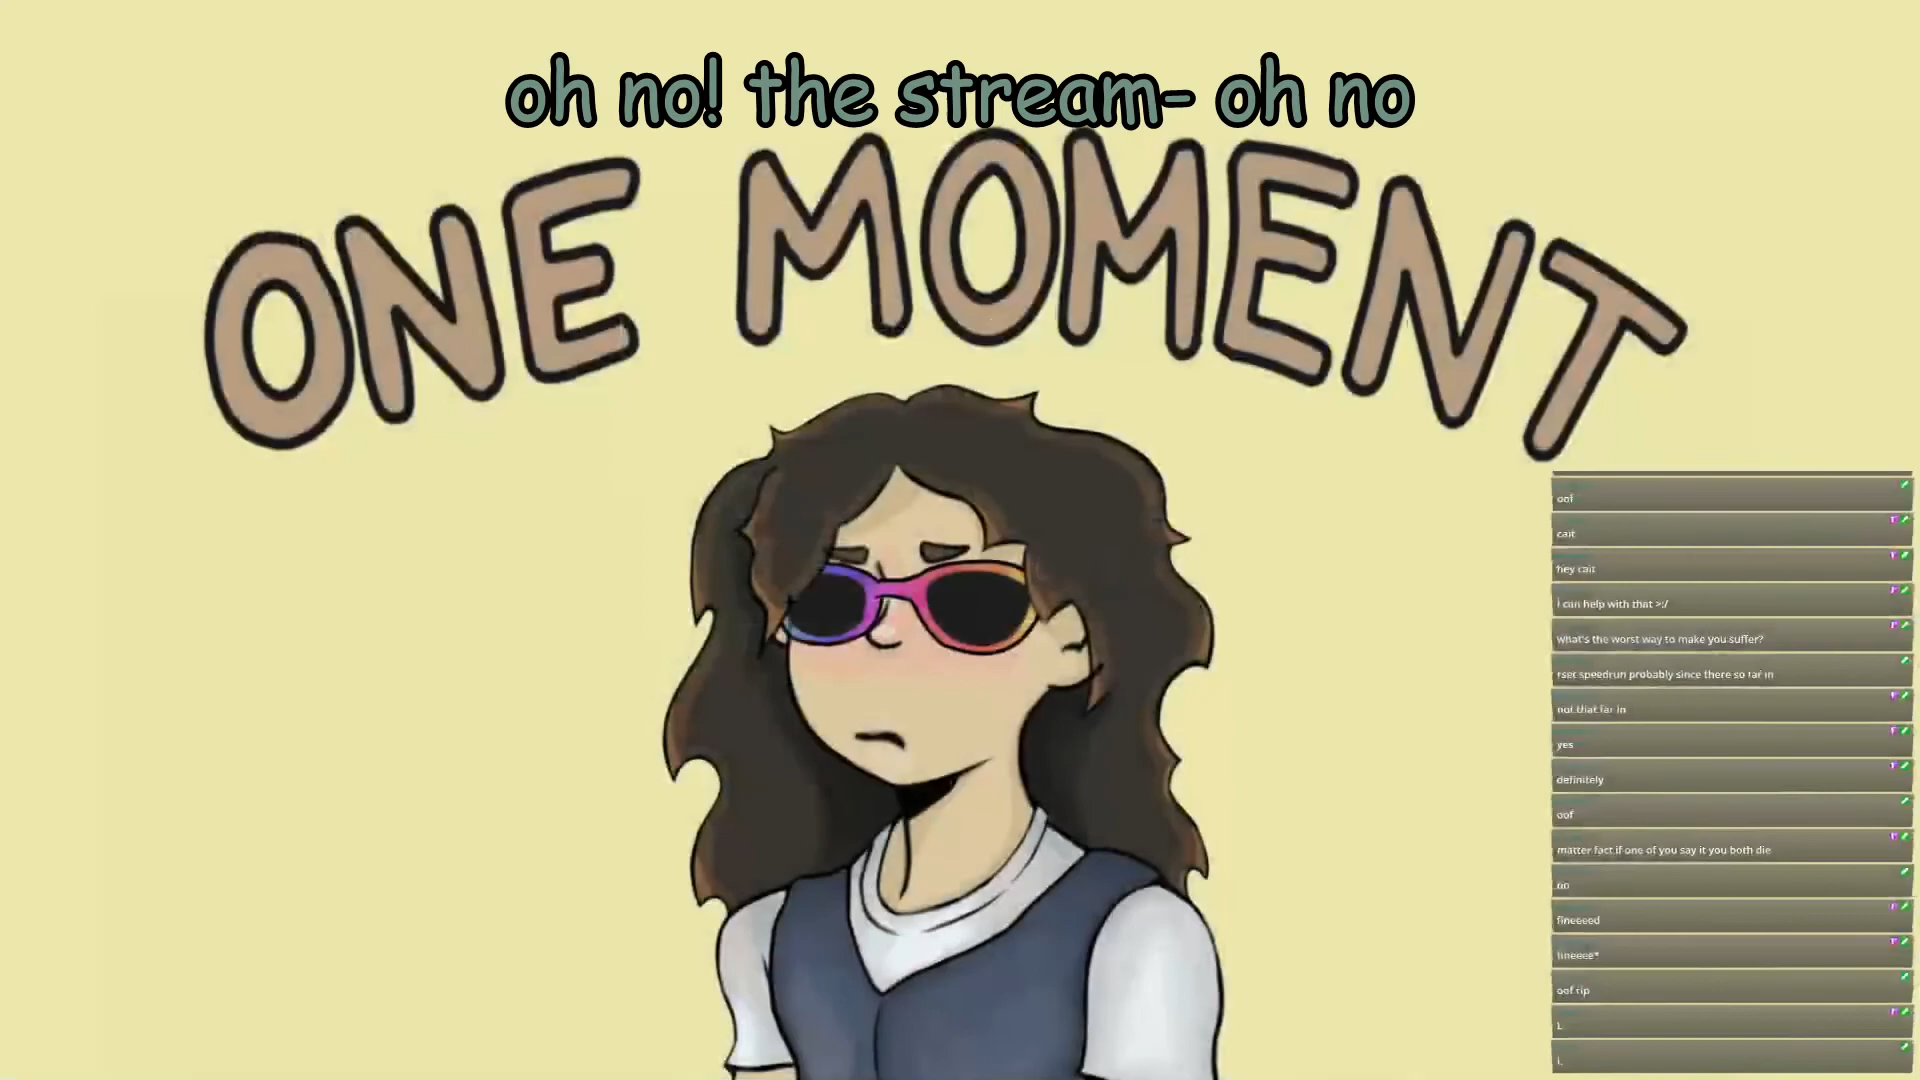 oh no! the stream- oh no
ONE MOMENT
oof
cait
hey cait
i can help with that >:/
what's the worst way to make you suffer?
rset speedrun probably since there so far in
not that far in
yes
definitely
oof
matter fact if one of you say it you both die
no
fineeeed
fineeee*
oof rip
L
L